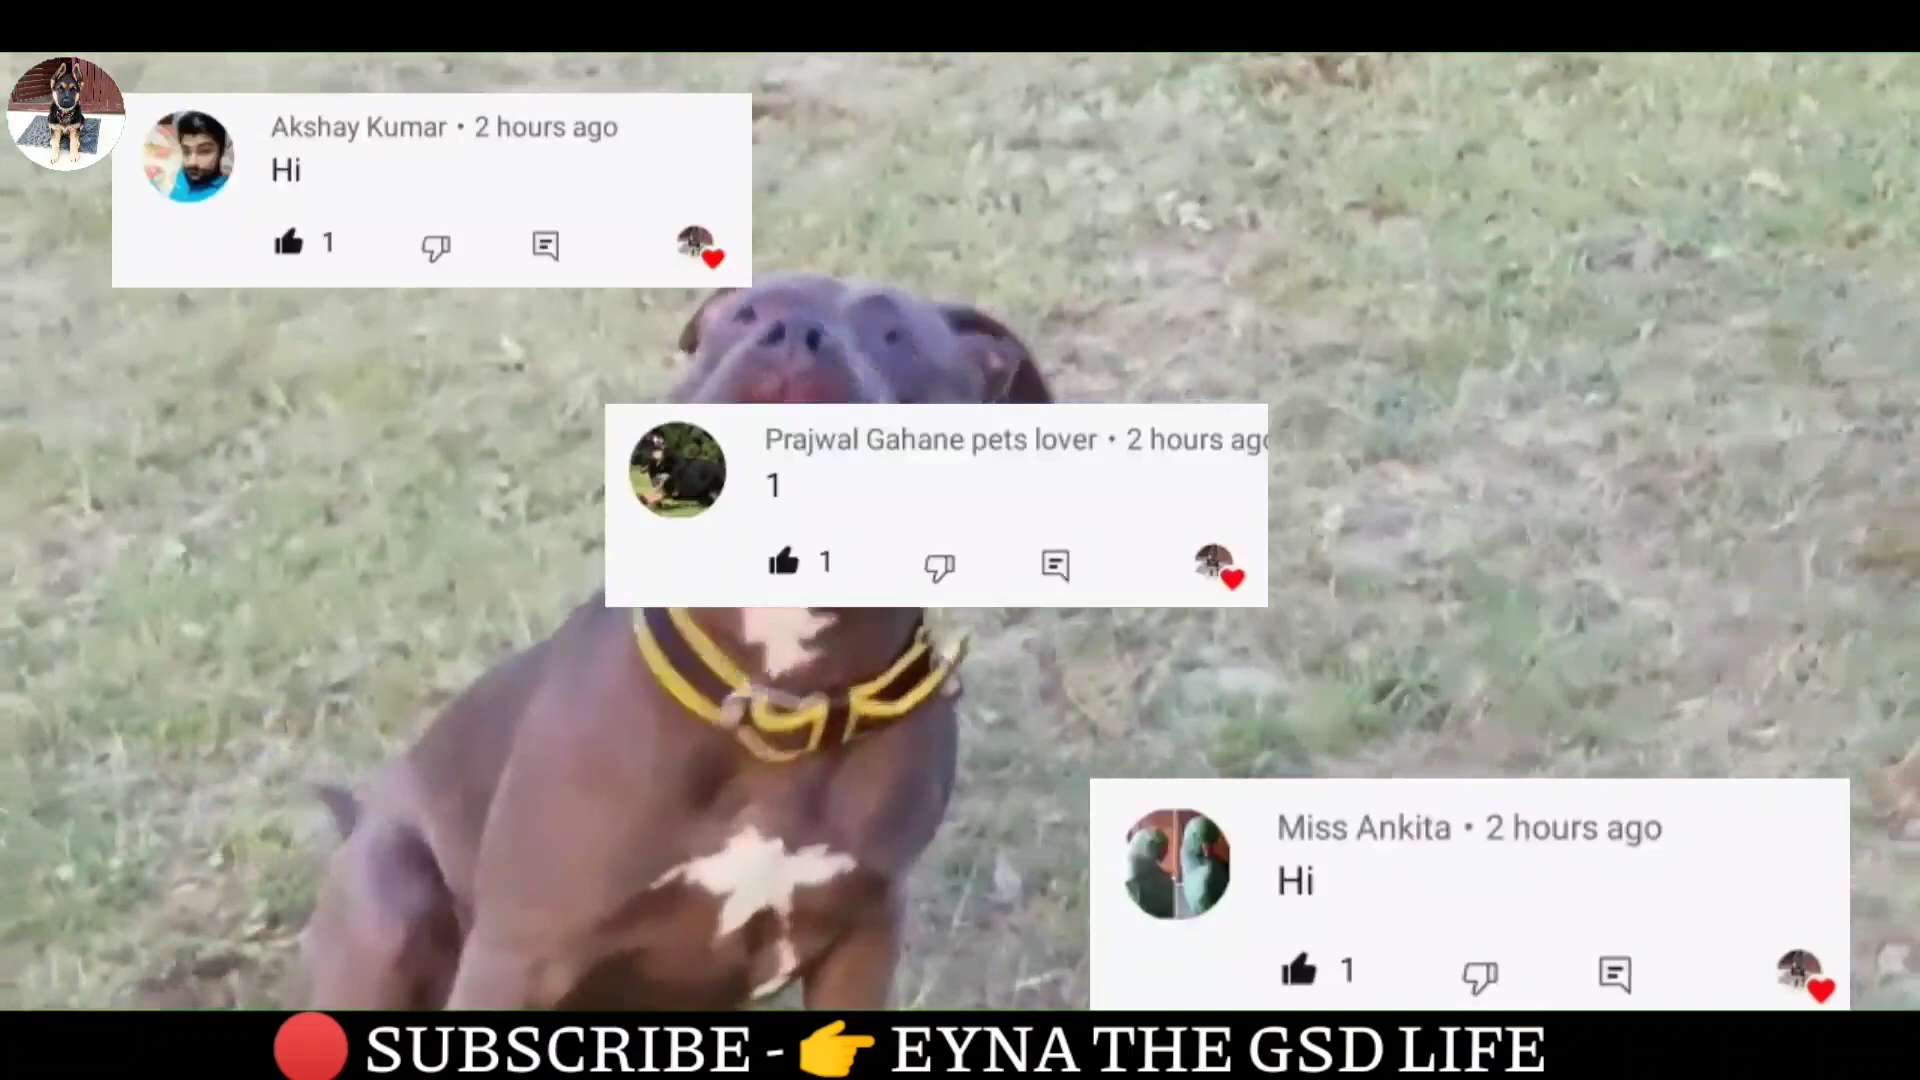 Akshay Kumar • 2 hours ago
Hi
1
Prajwal Gahane pets lover • 2 hours ago
1
1
Miss Ankita • 2 hours ago
Hi
1
🔴 SUBSCRIBE - 👉 EYNA THE GSD LIFE